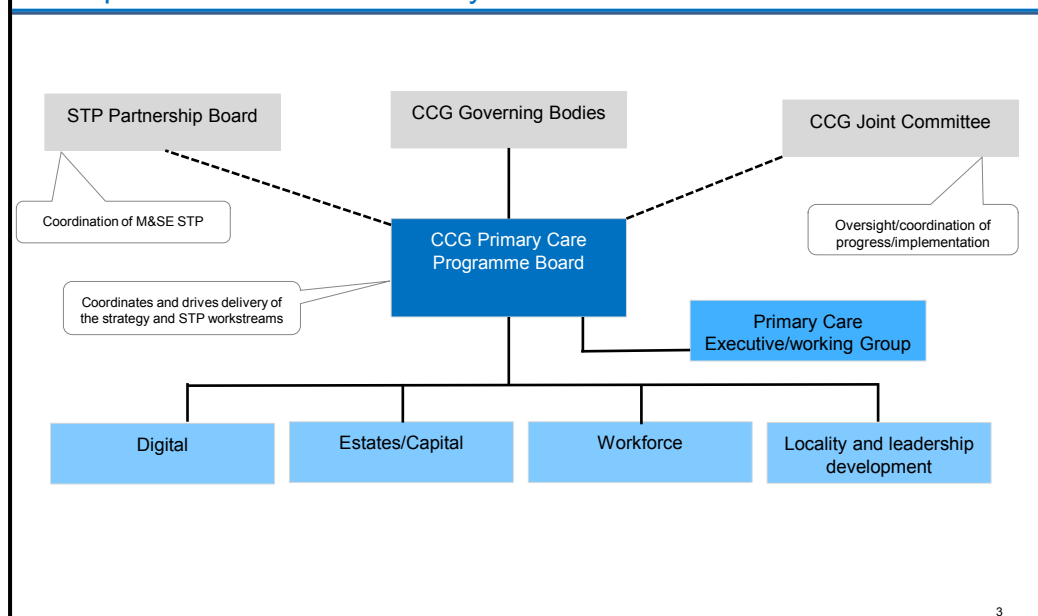 STP Partnership Board
CCG Governing Bodies
CCG Joint Committee
Coordination of M&SE STP
Oversight/coordination of
progress/implementation
CCG Primary Care
Programme Board
Coordinates and drives delivery of
the strategy and STP workstreams
Primary Care
Executive/working Group
Digital
Estates/Capital
Workforce
Locality and leadership
development
3